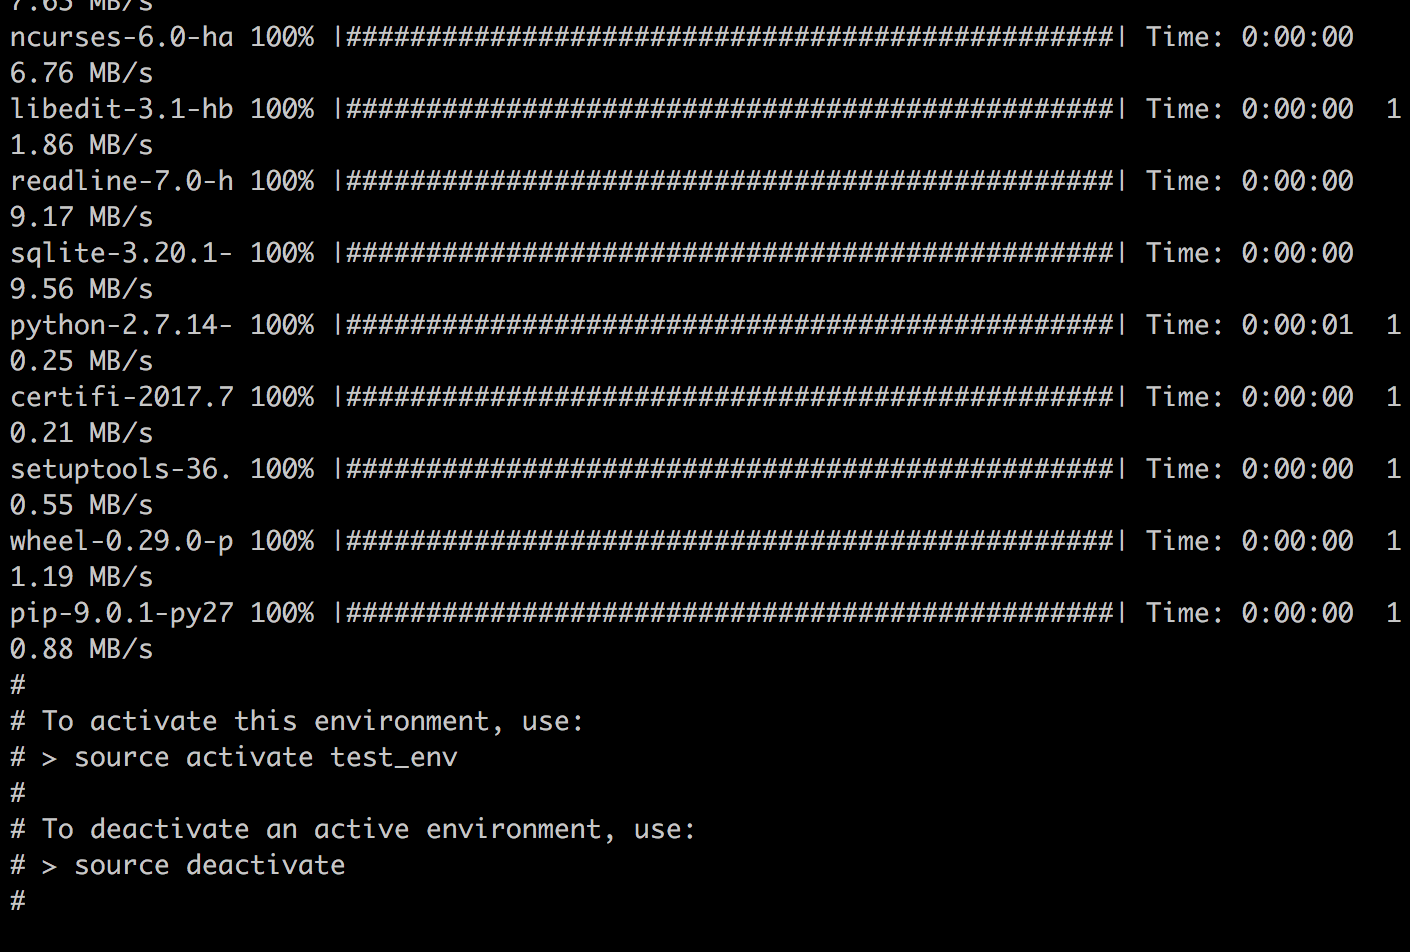 7.63 MB/s
ncurses-6.0-ha 100% |################################################| Time: 0:00:00
6.76 MB/s
libedit-3.1-hb 100% |################################################| Time: 0:00:00  1
1.86 MB/s
readline-7.0-h 100% |################################################| Time: 0:00:00
9.17 MB/s
sqlite-3.20.1- 100% |################################################| Time: 0:00:00
9.56 MB/s
python-2.7.14- 100% |################################################| Time: 0:00:01  1
0.25 MB/s
certifi-2017.7 100% |################################################| Time: 0:00:00  1
0.21 MB/s
setuptools-36. 100% |################################################| Time: 0:00:00  1
0.55 MB/s
wheel-0.29.0-p 100% |################################################| Time: 0:00:00  1
1.19 MB/s
pip-9.0.1-py27 100% |################################################| Time: 0:00:00  1
0.88 MB/s
#
# To activate this environment, use:
# > source activate test_env
#
# To deactivate an active environment, use:
# > source deactivate
#